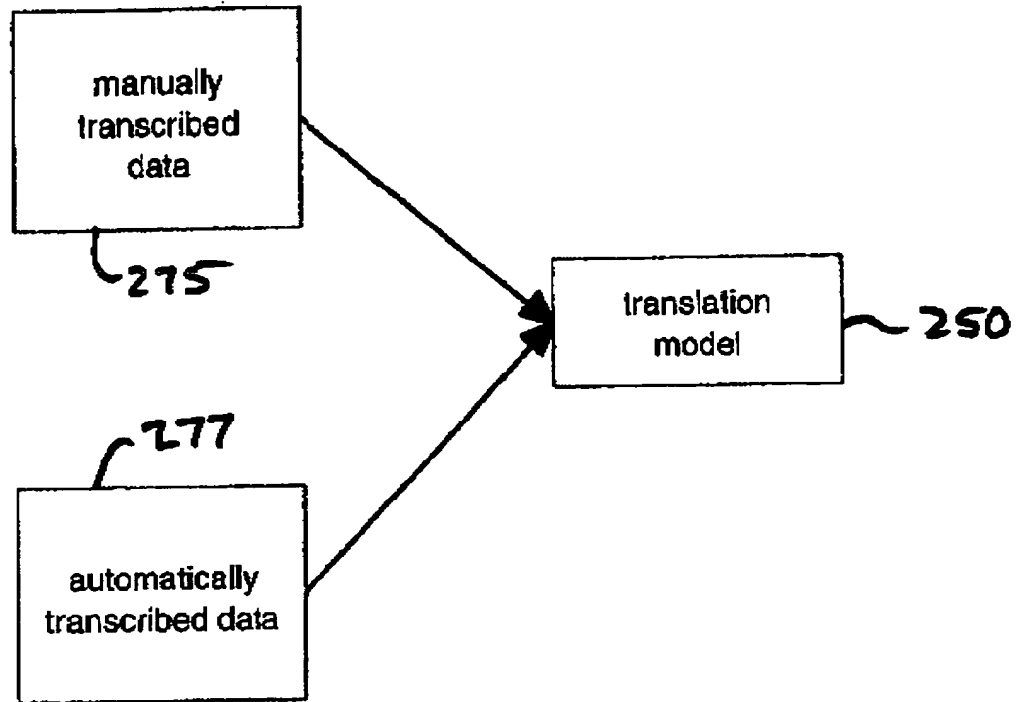 manually
transcribed
data
275
translation
model
250
277
automatically
transcribed data